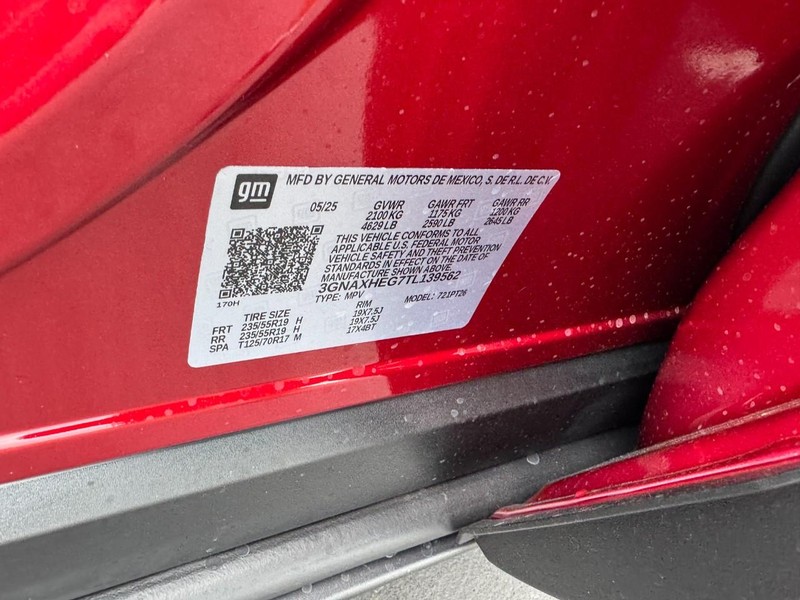 gm MFD BY GENERAL MOTORS DE MEXICO, S. DE R.L. DE C.V.
05/25 GVWR GAWR FRT GAWR RR
2100 KG 1175 KG 1200 KG
4629 LB 2590 LB 2645 LB
THIS VEHICLE CONFORMS TO ALL
APPLICABLE U.S. FEDERAL MOTOR
VEHICLE SAFETY AND THEFT PREVENTION
STANDARDS IN EFFECT ON THE DATE OF
MANUFACTURE SHOWN ABOVE
3GNAXHEG7TL139562
170H TYPE: MPV MODEL: 721PT26
TIRE SIZE RIM
FRT 235/55R19 H 19X7.5J
RR 235/55R19 H 19X7.5J
SPA T125/70R17 M 17X4BT